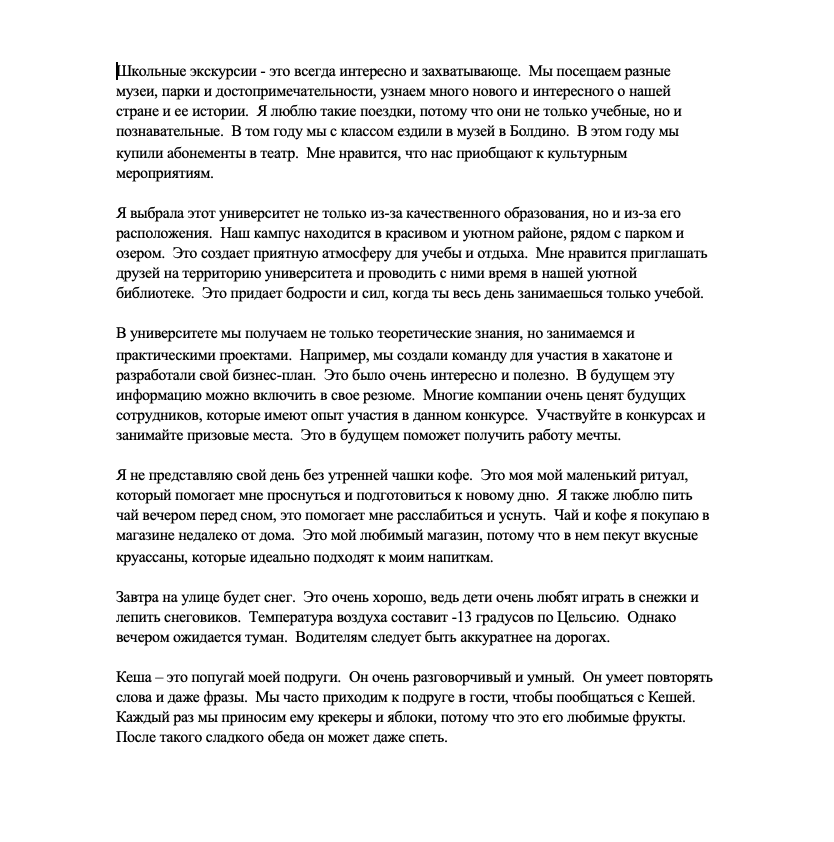 Школьные экскурсии - это всегда интересно и захватывающе.  Мы посещаем разные
музеи, парки и достопримечательности, узнаем много нового и интересного о нашей
стране и ее истории.  Я люблю такие поездки, потому что они не только учебные, но и
познавательные.  В том году мы с классом ездили в музей в Болдино.  В этом году мы
купили абонементы в театр.  Мне нравится, что нас приобщают к культурным
мероприятиям.

Я выбрала этот университет не только из-за качественного образования, но и из-за его
расположения.  Наш кампус находится в красивом и уютном районе, рядом с парком и
озером.  Это создает приятную атмосферу для учебы и отдыха.  Мне нравится приглашать
друзей на территорию университета и проводить с ними время в нашей уютной
библиотеке.  Это придает бодрости и сил, когда ты весь день занимаешься только учебой.

В университете мы получаем не только теоретические знания, но занимаемся и
практическими проектами.  Например, мы создали команду для участия в хакатоне и
разработали свой бизнес-план.  Это было очень интересно и полезно.  В будущем эту
информацию можно включить в свое резюме.  Многие компании очень ценят будущих
сотрудников, которые имеют опыт участия в данном конкурсе.  Участвуйте в конкурсах и
занимайте призовые места.  Это в будущем поможет получить работу мечты.

Я не представляю свой день без утренней чашки кофе.  Это моя мой маленький ритуал,
который помогает мне проснуться и подготовиться к новому дню.  Я также люблю пить
чай вечером перед сном, это помогает мне расслабиться и уснуть.  Чай и кофе я покупаю в
магазине недалеко от дома.  Это мой любимый магазин, потому что в нем пекут вкусные
круассаны, которые идеально подходят к моим напиткам.

Завтра на улице будет снег.  Это очень хорошо, ведь дети очень любят играть в снежки и
лепить снеговиков.  Температура воздуха составит -13 градусов по Цельсию.  Однако
вечером ожидается туман.  Водителям следует быть аккуратнее на дорогах.

Кеша – это попугай моей подруги.  Он очень разговорчивый и умный.  Он умеет повторять
слова и даже фразы.  Мы часто приходим к подруге в гости, чтобы пообщаться с Кешей.
Каждый раз мы приносим ему крекеры и яблоки, потому что это его любимые фрукты.
После такого сладкого обеда он может даже спеть.